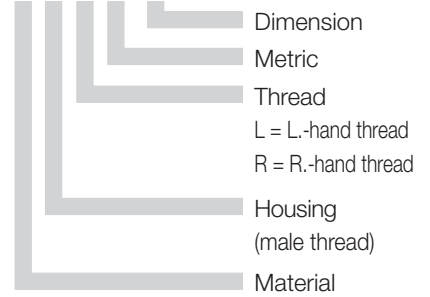 Dimension
Metric
Thread
L = L.-hand thread
R = R.-hand thread
Housing
(male thread)
Material